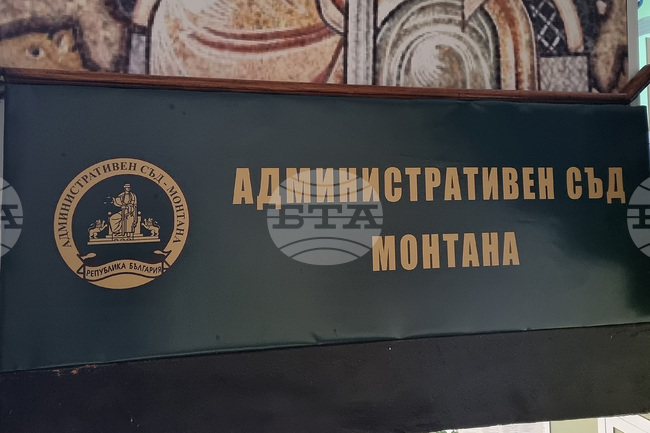 АДМИНИСТРАТИВЕН СЪД
МОНТАНА
АДМИНИСТРАТИВЕН СЪД - МОНТАНА
РЕПУБЛИКА БЪЛГАРИЯ
БТА